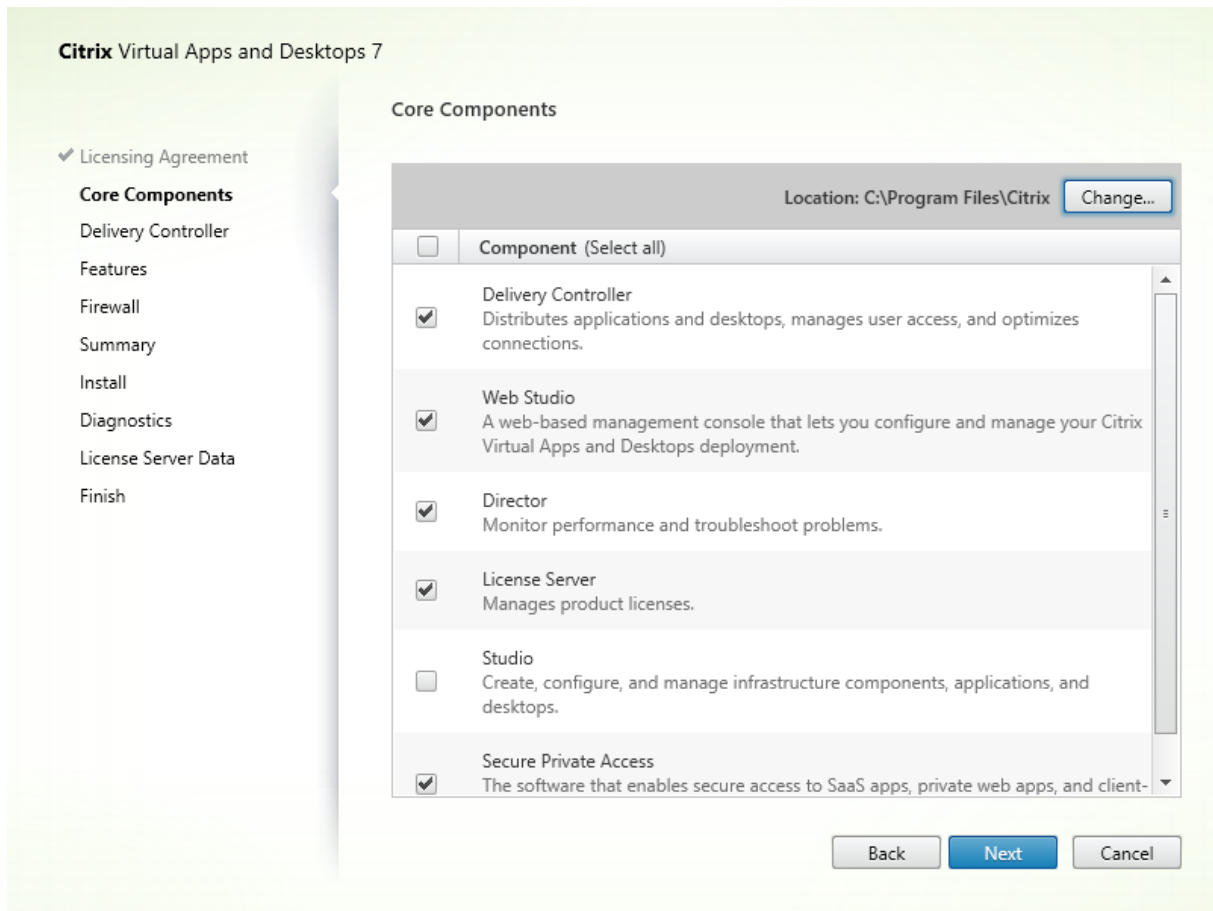 Citrix Virtual Apps and Desktops 7
Licensing Agreement
Core Components
Delivery Controller
Features
Firewall
Summary
Install
Diagnostics
License Server Data
Finish
Core Components
Location: C:\Program Files\Citrix
Change...
Component (Select all)
Delivery Controller
Distributes applications and desktops, manages user access, and optimizes
connections.
Web Studio
A web-based management console that lets you configure and manage your Citrix
Virtual Apps and Desktops deployment.
Director
Monitor performance and troubleshoot problems.
License Server
Manages product licenses.
Studio
Create, configure, and manage infrastructure components, applications, and
desktops.
Secure Private Access
The software that enables secure access to SaaS apps, private web apps, and client-
Back
Next
Cancel